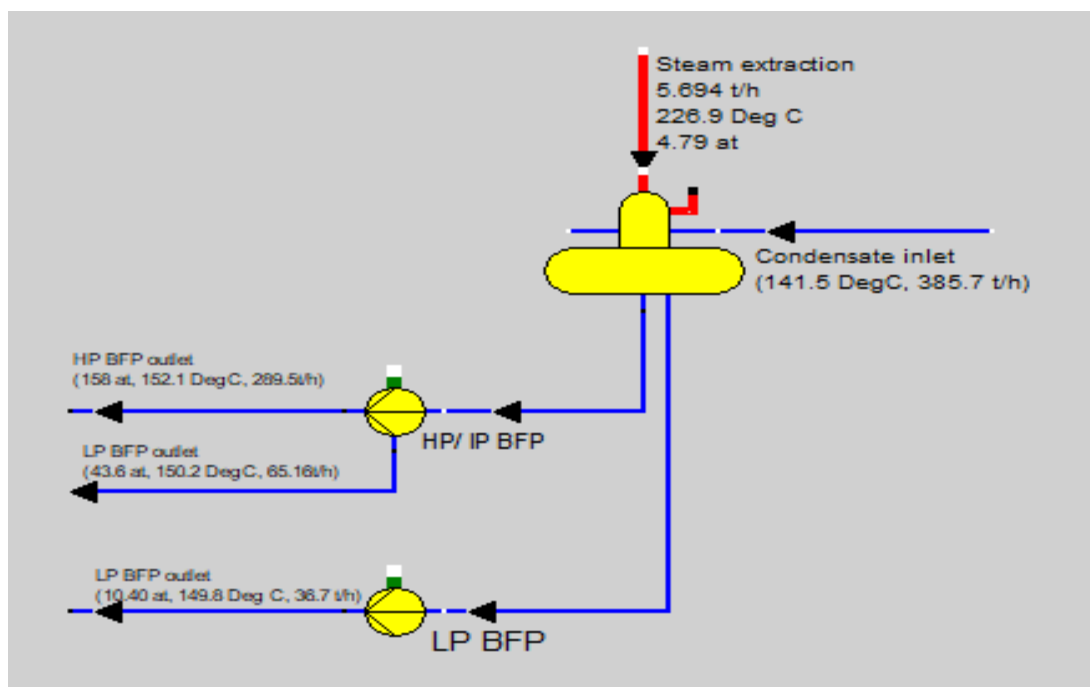 Steam extraction
5.694 t/h
226.9 Deg C
4.79 at
Condensate inlet
(141.5 DegC, 385.7 t/h)
HP BFP outlet
(158 at, 152.1 DegC, 289.5t/h)
HP/ IP BFP
LP BFP outlet
(43.6 at, 150.2 DegC, 65.16t/h)
LP BFP outlet
(10.40 at, 149.8 Deg C, 36.7 t/h)
LP BFP